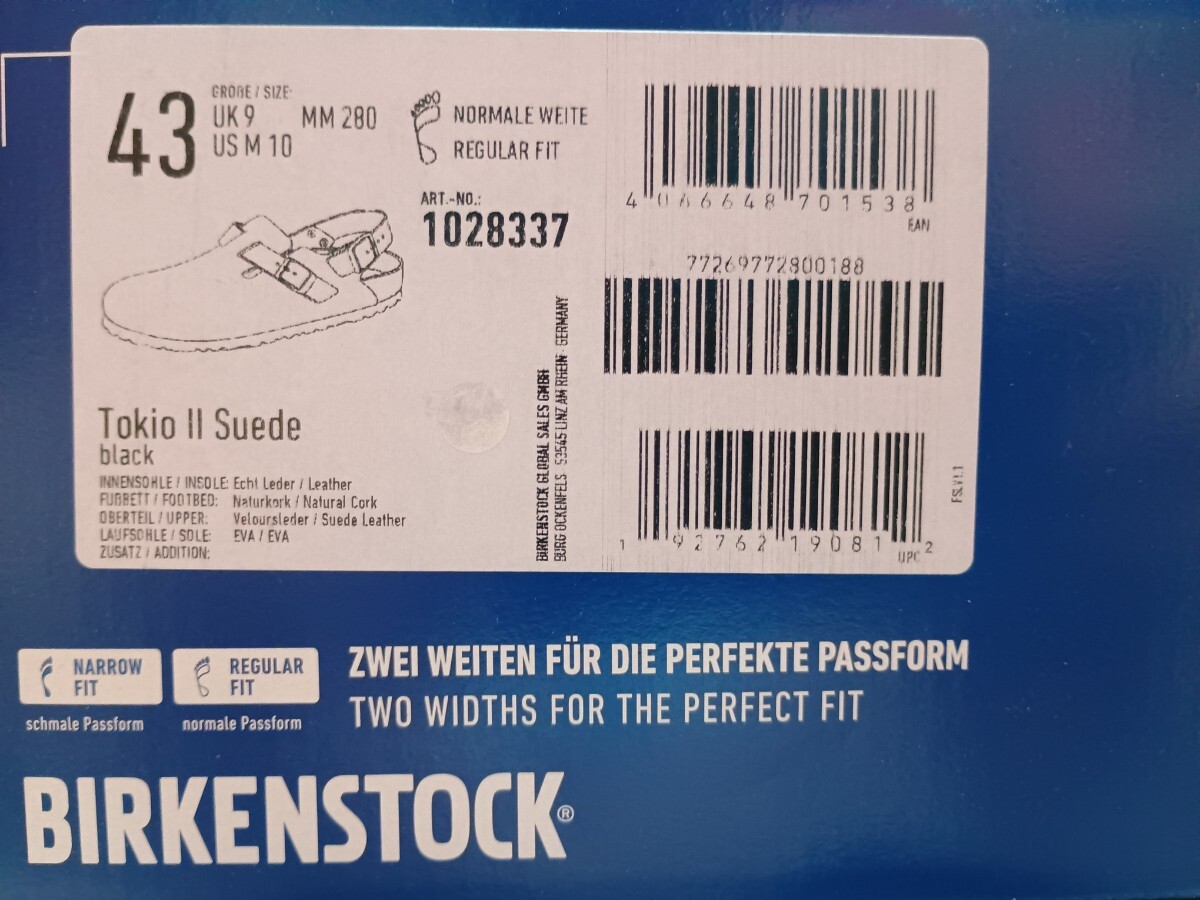 43
GRÖßE / SIZE:
UK 9 MM 280
US M 10
NORMALE WEITE
REGULAR FIT
ART.-NO.:
1028337
Tokio II Suede
black
INNENSOHLE / INSOLE: Echt Leder / Leather
FUßBETT / FOOTBED: Naturkork / Natural Cork
OBERTEIL / UPPER: Veloursleder / Suede Leather
LAUFSOHLE / SOLE: EVA / EVA
ZUSATZ / ADDITION:
BIRKENSTOCK GLOBAL SALES GMBH
BURG OCKENFELS · 53545 LINZ AM RHEIN · GERMANY
4 066648 701538
EAN
77269772800188
1 92762 19081 2
UPC
FSLV1.1
NARROW
FIT
schmale Passform
REGULAR
FIT
normale Passform
ZWEI WEITEN FÜR DIE PERFEKTE PASSFORM
TWO WIDTHS FOR THE PERFECT FIT
BIRKENSTOCK®